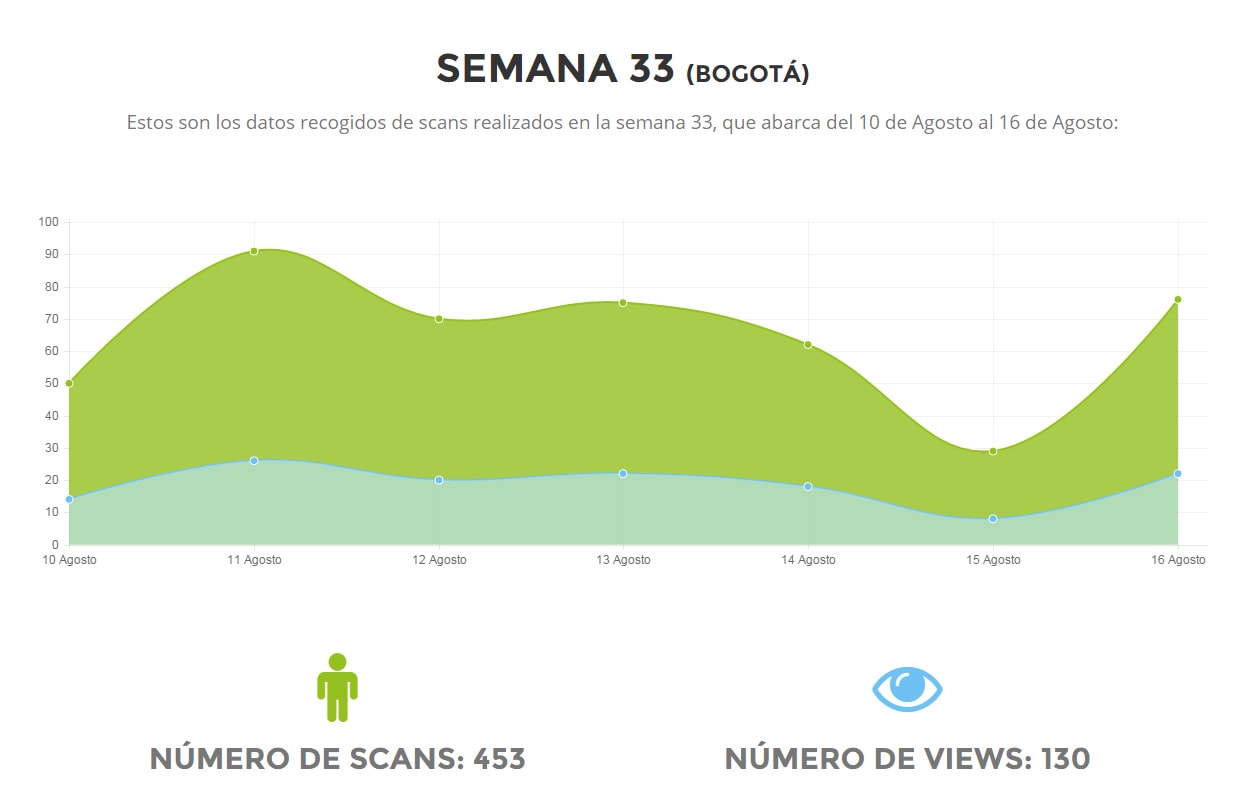 SEMANA 33 (BOGOTÁ)
Estos son los datos recogidos de scans realizados en la semana 33, que abarca del 10 de Agosto al 16 de Agosto:
100
90
80
70
60
50
40
30
20
10
0
10 Agosto 11 Agosto 12 Agosto 13 Agosto 14 Agosto 15 Agosto 16 Agosto
NÚMERO DE SCANS: 453 NÚMERO DE VIEWS: 130